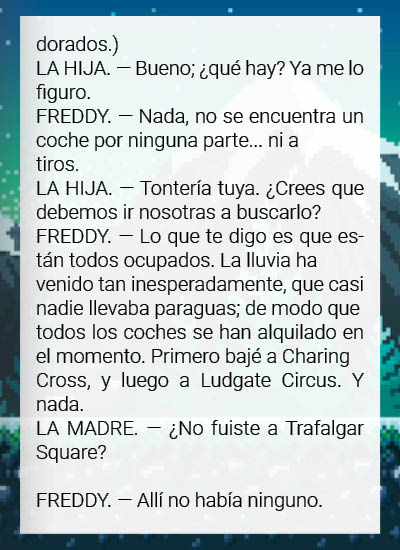 dorados.)
LA HIJA. — Bueno; ¿qué hay? Ya me lo
figuro.
FREDDY. — Nada, no se encuentra un
coche por ninguna parte... ni a
tiros.
LA HIJA. — Tontería tuya. ¿Crees que
debemos ir nosotras a buscarlo?
FREDDY. — Lo que te digo es que es-
tán todos ocupados. La lluvia ha
venido tan inesperadamente, que casi
nadie llevaba paraguas; de modo que
todos los coches se han alquilado en
el momento. Primero bajé a Charing
Cross, y luego a Ludgate Circus. Y
nada.
LA MADRE. — ¿No fuiste a Trafalgar
Square?
FREDDY. — Allí no había ninguno.